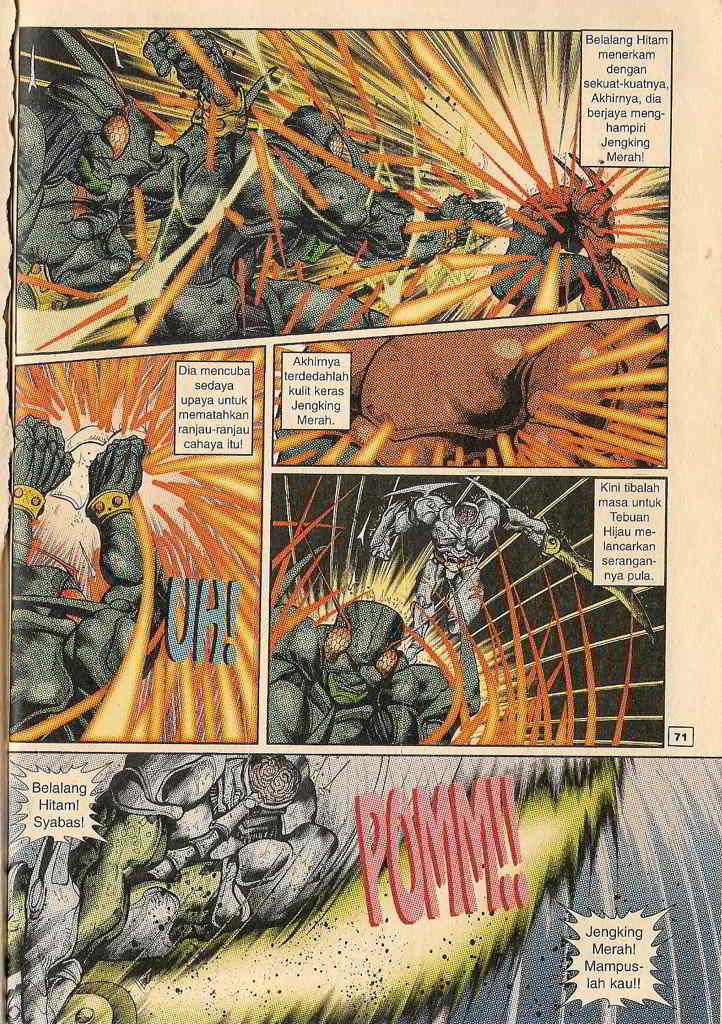 Belalang Hitam
menerkam
dengan
sekuat-kuatnya,
Akhirnya, dia
berjaya meng-
hampiri
Jengking
Merah!
Dia mencuba
sedaya
upaya untuk
mematahkan
ranjau-ranjau
cahaya itu!
UH!
Akhirnya
terdedahlah
kulit keras
Jengking
Merah.
Kini tibalah
masa untuk
Tebuan
Hijau me-
lancarkan
serangan-
nya pula.
71
Belalang
Hitam!
Syabas!
POMM!!
Jengking
Merah!
Mampus-
lah kau!!